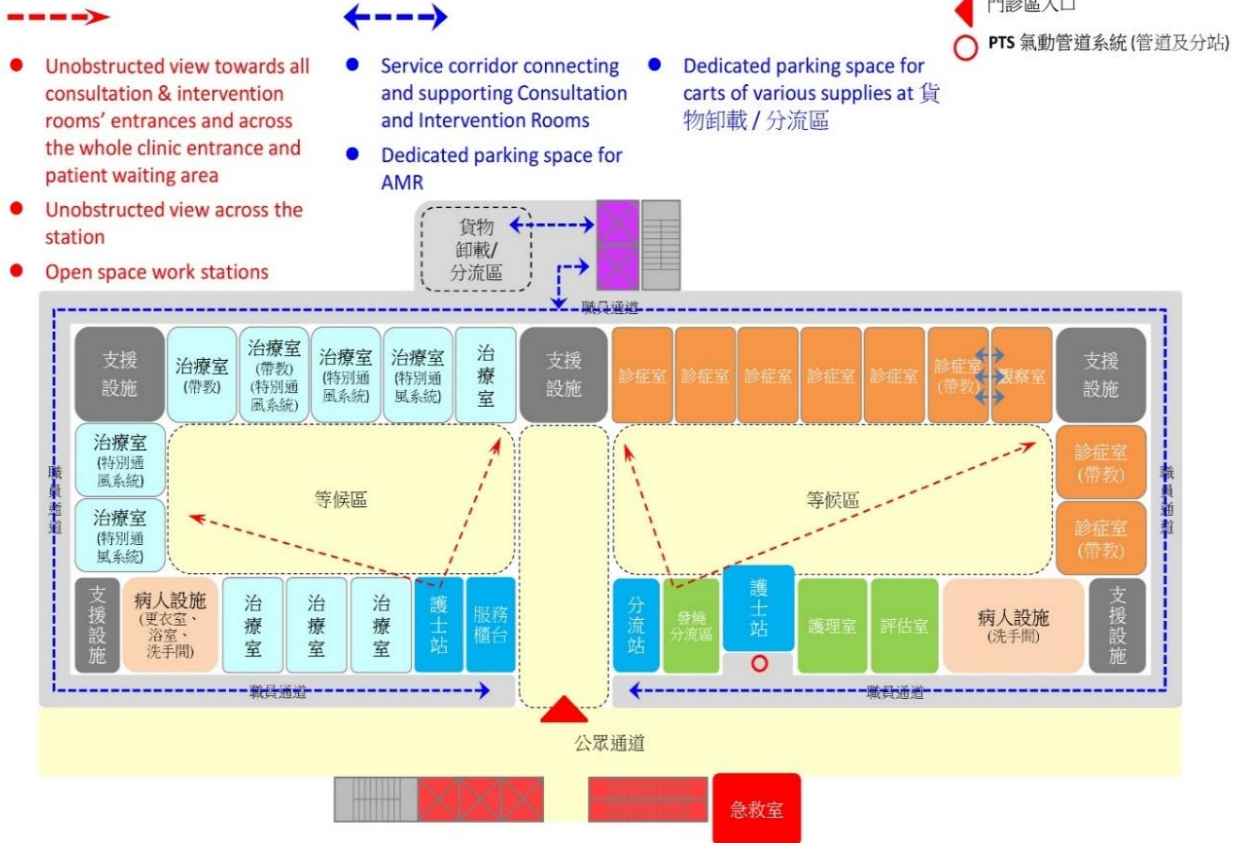 門診區入口
PTS 氣動管道系統 (管道及分站)
Unobstructed view towards all
consultation & intervention
rooms' entrances and across
the whole clinic entrance and
patient waiting area
Unobstructed view across the
station
Open space work stations
Service corridor connecting
and supporting Consultation
and Intervention Rooms
Dedicated parking space for
AMR
Dedicated parking space for
carts of various supplies at 貨
物卸載 / 分流區
貨物
卸載/
分流區
職員通道
支援
設施
治療室
(帶教)
治療室
(帶教)
(特別通
風系統)
治療室
(特別通
風系統)
治療室
(特別通
風系統)
治
療
室
支援
設施
診症室
診症室
診症室
診症室
診症室
診症室
(帶教)
觀察室
支援
設施
治療室
(特別通
風系統)
治療室
(特別通
風系統)
職員通道
等候區
等候區
診症室
(帶教)
診症室
(帶教)
職員通道
支
援
設
施
病人設施
(更衣室、
浴室、
洗手間)
治
療
室
治
療
室
治
療
室
護
士
站
服務
櫃台
分
流
站
發燒
分流區
護
士
站
護理室
評估室
病人設施
(洗手間)
支
援
設
施
職員通道
職員通道
公眾通道
急救室